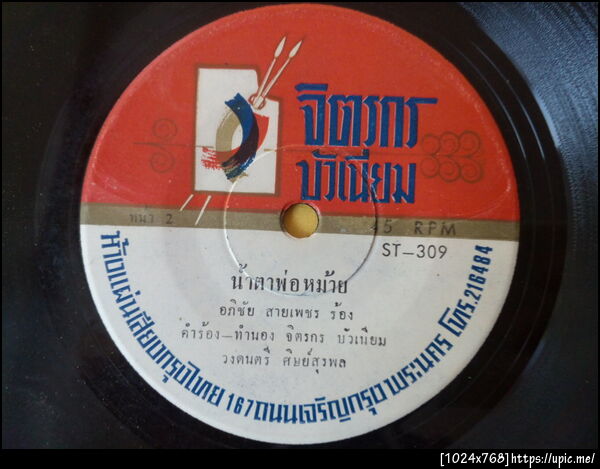 จิตรกร
บัวเนียม
หน้า 2
45 RPM
ST-309
น้ำตาพ่อหม้าย
อภิชัย สายเพชร ร้อง
คำร้อง-ทำนอง จิตรกร บัวเนียม
วงดนตรี ศิษย์สุรพล
ห้างแผ่นเสียงกรุงไทย 167 ถนนเจริญกรุง พระนคร โทร. 216484
[1024x768]https://upic.me/